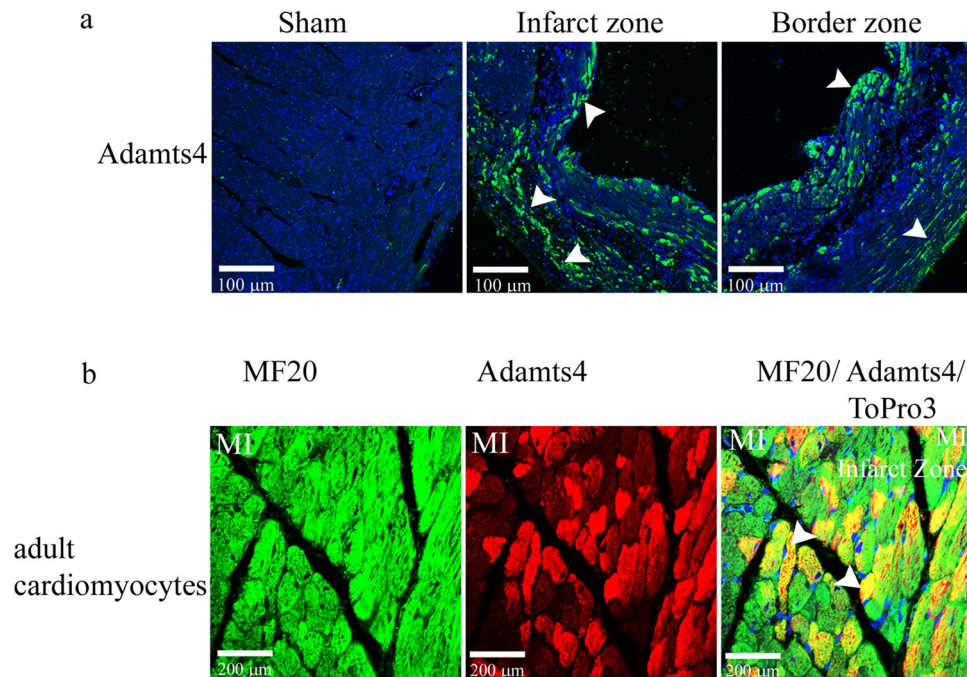 a
Sham
Infarct zone
Border zone
Adamts4
100 μm
100 μm
100 μm
b
MF20
Adamts4
MF20/ Adamts4/
ToPro3
MI
MI
MI
MI
Infarct Zone
adult
cardiomyocytes
200 μm
200 μm
200 μm